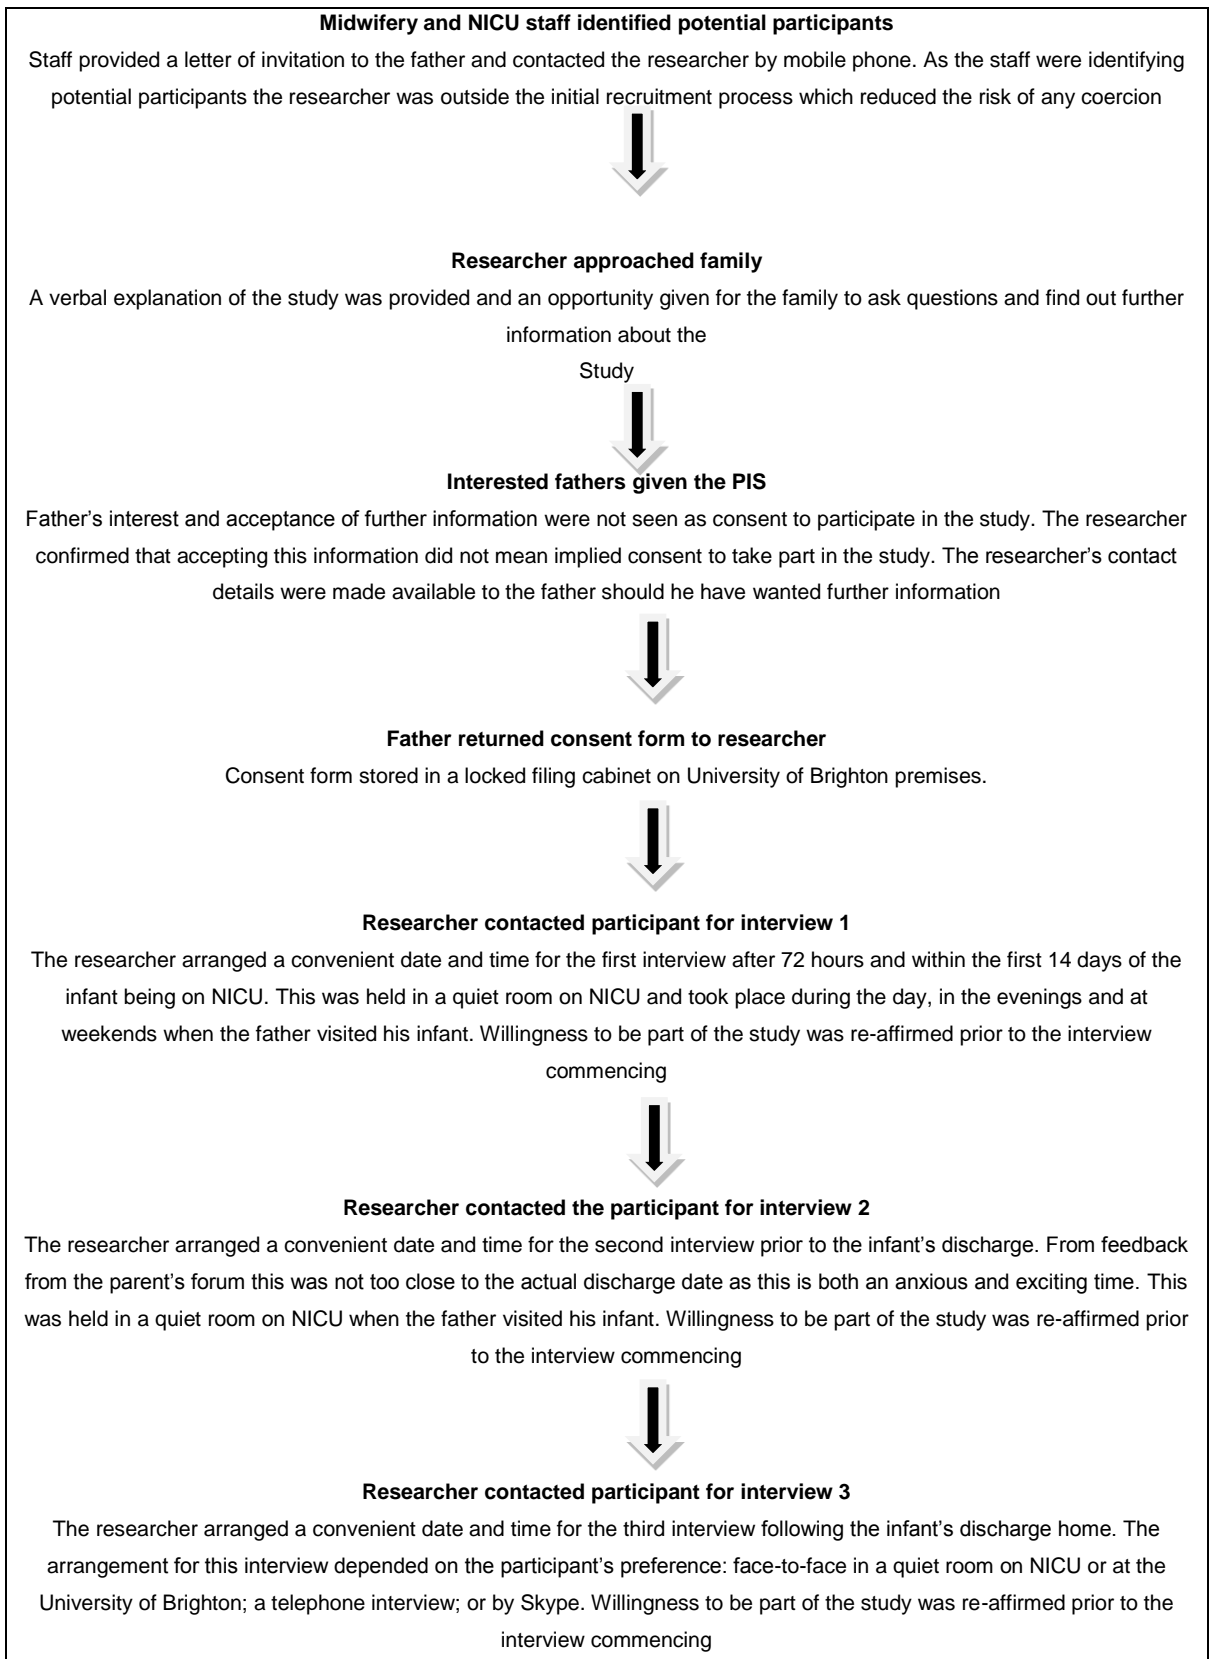 Midwifery and NICU staff identified potential participants
Staff provided a letter of invitation to the father and contacted the researcher by mobile phone. As the staff were identifying
potential participants the researcher was outside the initial recruitment process which reduced the risk of any coercion
Researcher approached family
A verbal explanation of the study was provided and an opportunity given for the family to ask questions and find out further
information about the
Study
Interested fathers given the PIS
Father's interest and acceptance of further information were not seen as consent to participate in the study. The researcher
confirmed that accepting this information did not mean implied consent to take part in the study. The researcher's contact
details were made available to the father should he have wanted further information
Father returned consent form to researcher
Consent form stored in a locked filing cabinet on University of Brighton premises.
Researcher contacted participant for interview 1
The researcher arranged a convenient date and time for the first interview after 72 hours and within the first 14 days of the
infant being on NICU. This was held in a quiet room on NICU and took place during the day, in the evenings and at
weekends when the father visited his infant. Willingness to be part of the study was re-affirmed prior to the interview
commencing
Researcher contacted the participant for interview 2
The researcher arranged a convenient date and time for the second interview prior to the infant's discharge. From feedback
from the parent's forum this was not too close to the actual discharge date as this is both an anxious and exciting time. This
was held in a quiet room on NICU when the father visited his infant. Willingness to be part of the study was re-affirmed prior
to the interview commencing
Researcher contacted participant for interview 3
The researcher arranged a convenient date and time for the third interview following the infant's discharge home. The
arrangement for this interview depended on the participant's preference: face-to-face in a quiet room on NICU or at the
University of Brighton; a telephone interview; or by Skype. Willingness to be part of the study was re-affirmed prior to the
interview commencing